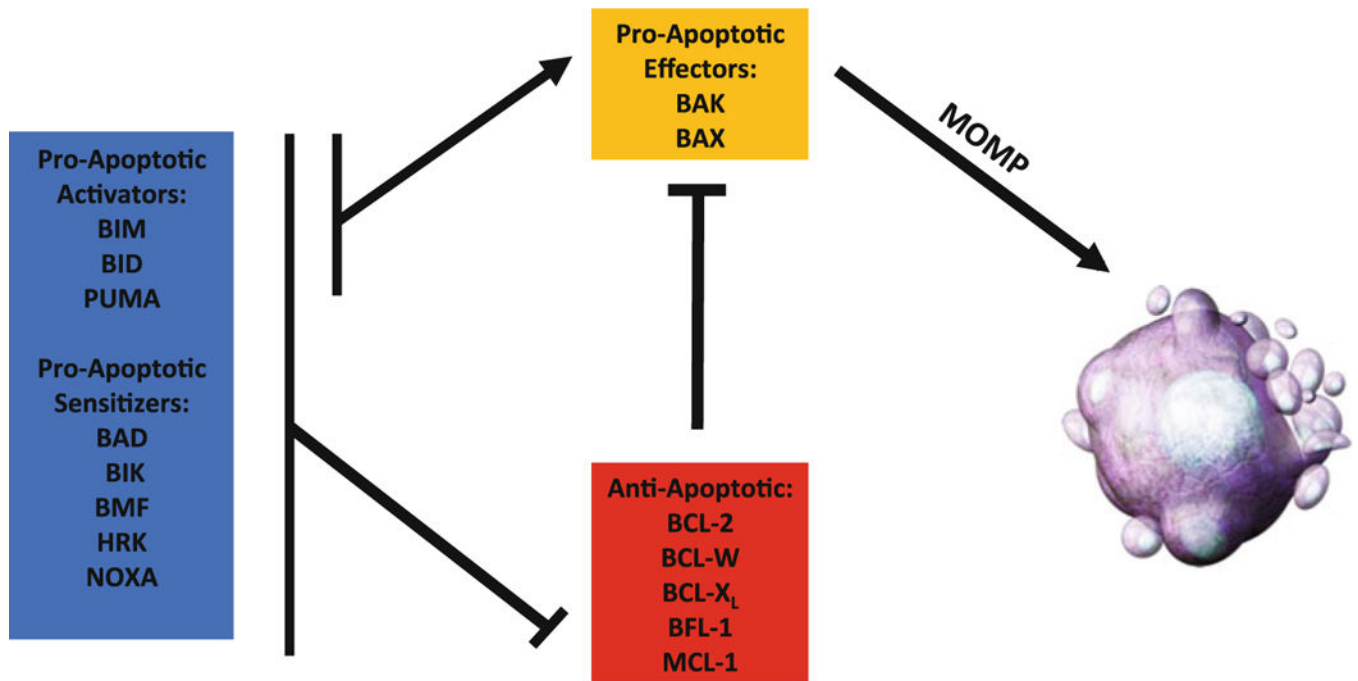 Pro-Apoptotic
Activators:
BIM
BID
PUMA
Pro-Apoptotic
Sensitizers:
BAD
BIK
BMF
HRK
NOXA
Pro-Apoptotic
Effectors:
BAK
BAX
MOMP
Anti-Apoptotic:
BCL-2
BCL-W
BCL-X_L
BFL-1
MCL-1